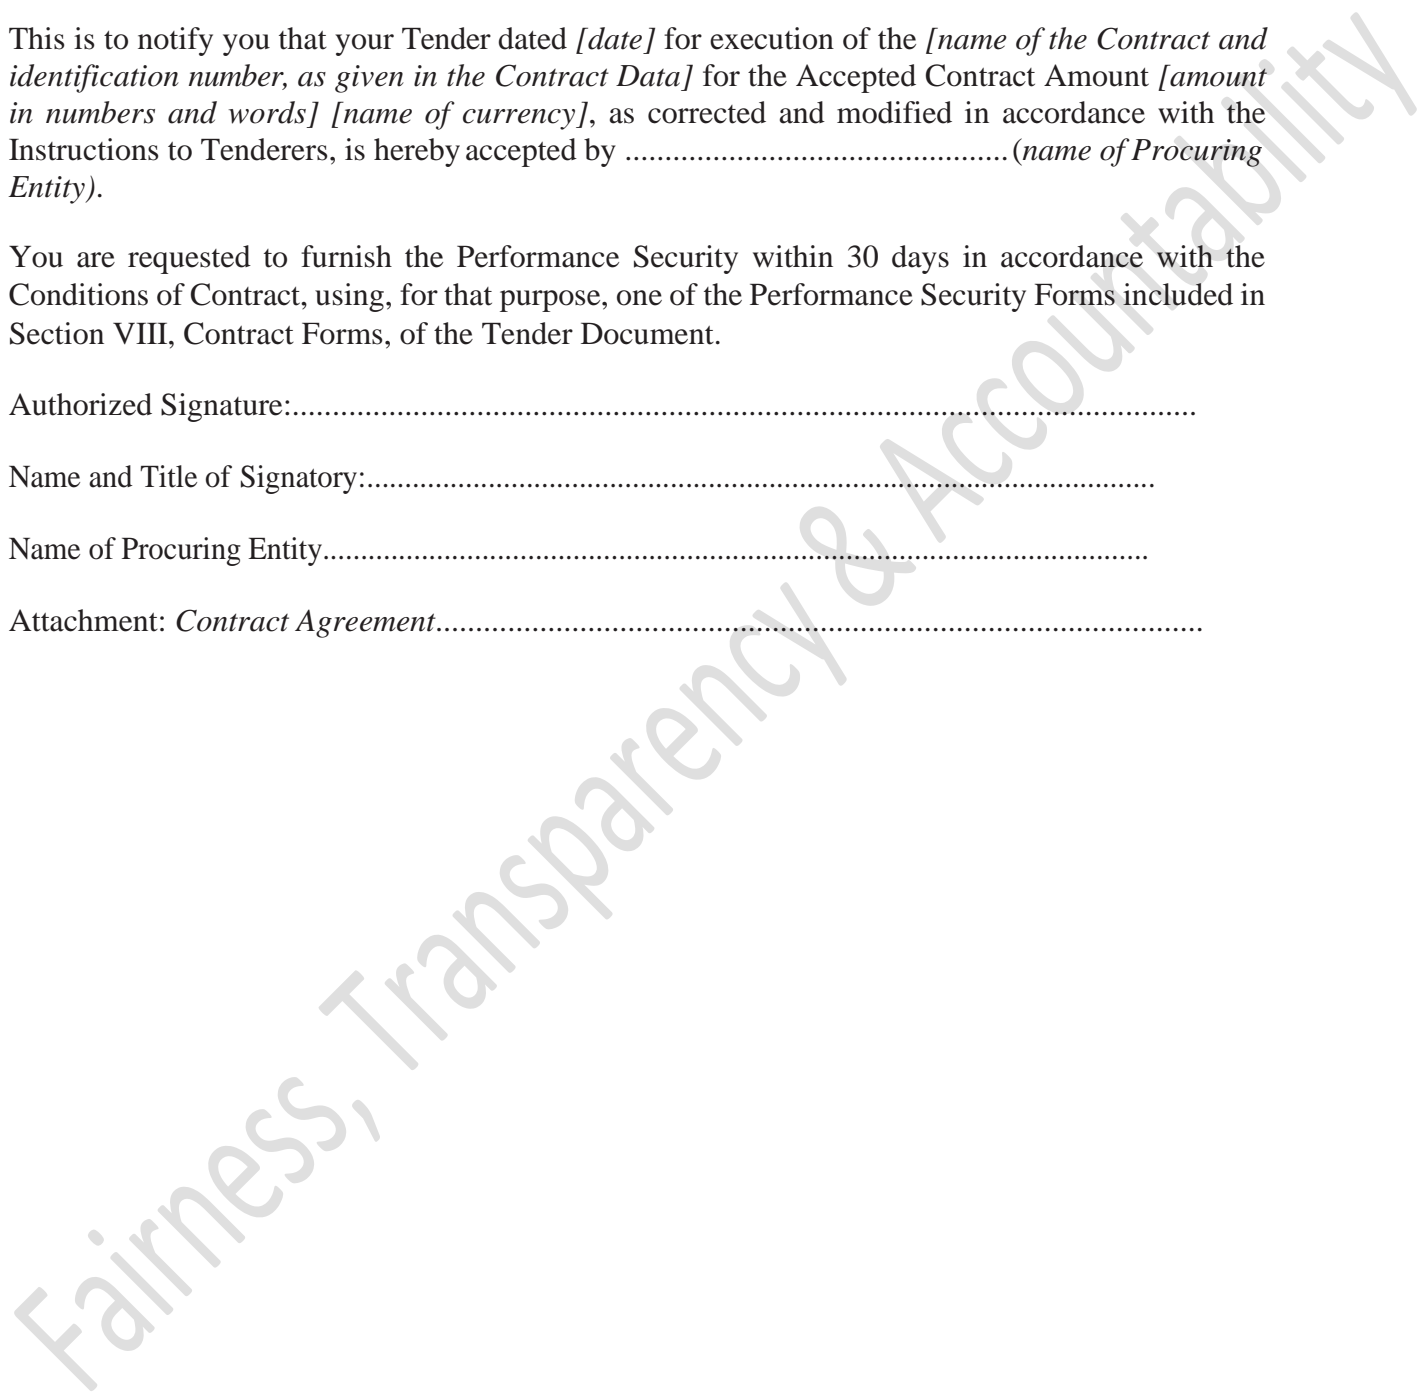 This is to notify you that your Tender dated [date] for execution of the [name of the Contract and
identification number, as given in the Contract Data] for the Accepted Contract Amount [amount
in numbers and words] [name of currency], as corrected and modified in accordance with the
Instructions to Tenderers, is hereby accepted by ................................................ (name of Procuring
Entity).
You are requested to furnish the Performance Security within 30 days in accordance with the
Conditions of Contract, using, for that purpose, one of the Performance Security Forms included in
Section VIII, Contract Forms, of the Tender Document.
Authorized Signature:.................................................................................................................
Name and Title of Signatory:.......................................................................................................
Name of Procuring Entity............................................................................................................
Attachment: Contract Agreement................................................................................................
Fairness, Transparency & Accountability